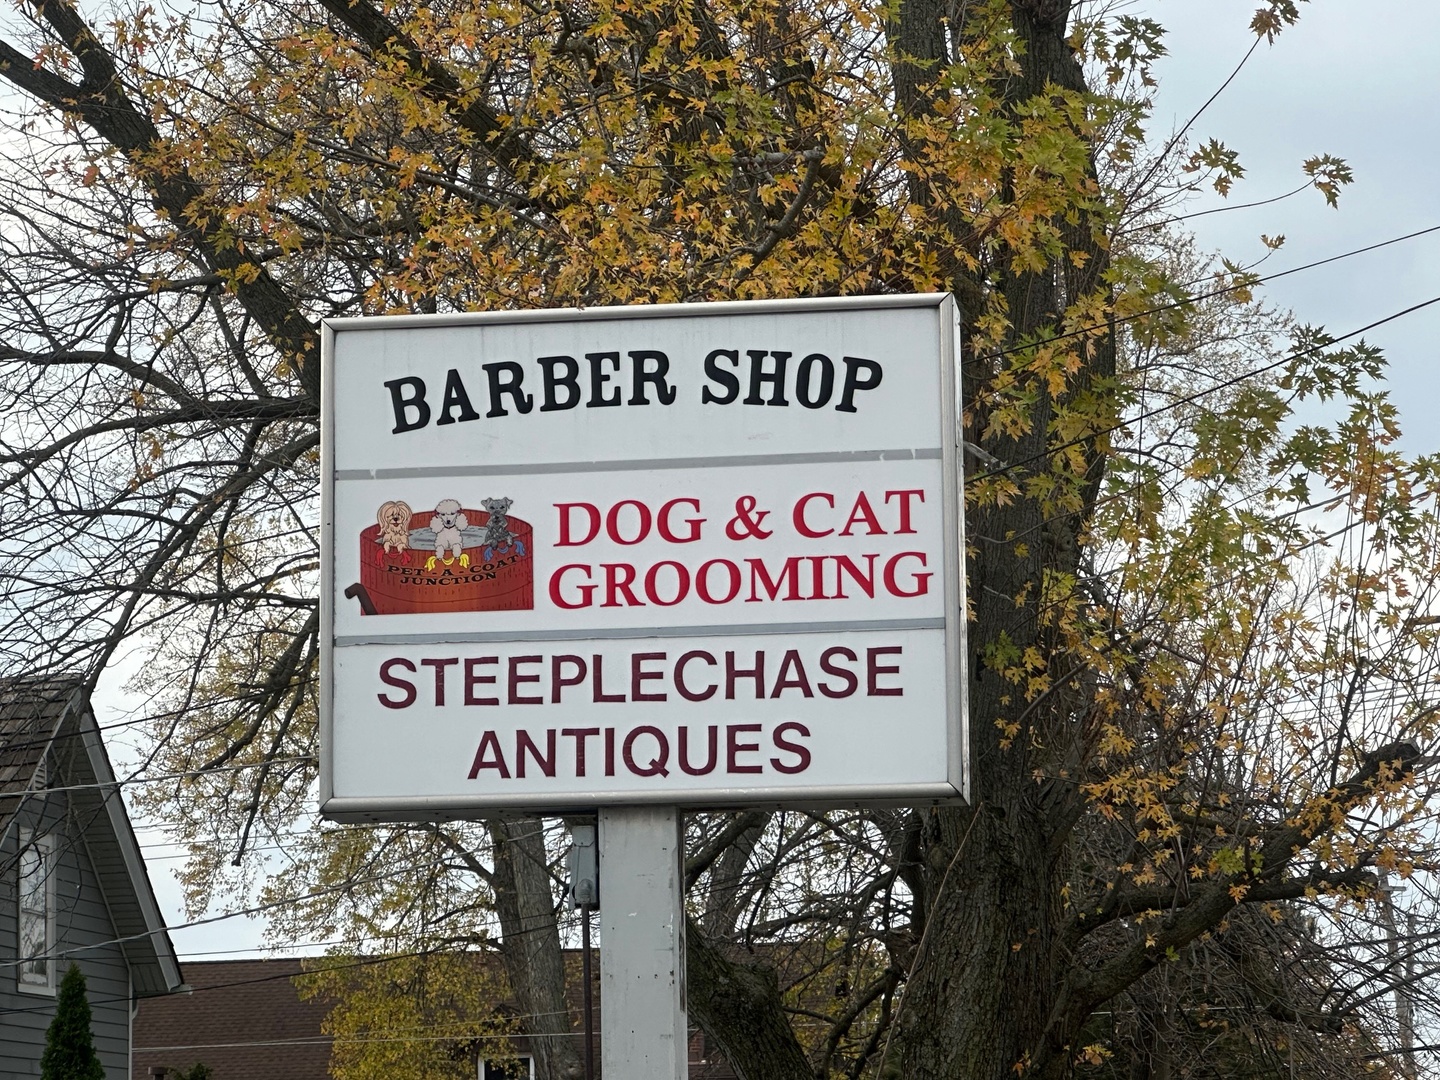 BARBER SHOP
DOG & CAT
GROOMING
PET-A-COAT
JUNCTION
STEEPLECHASE
ANTIQUES